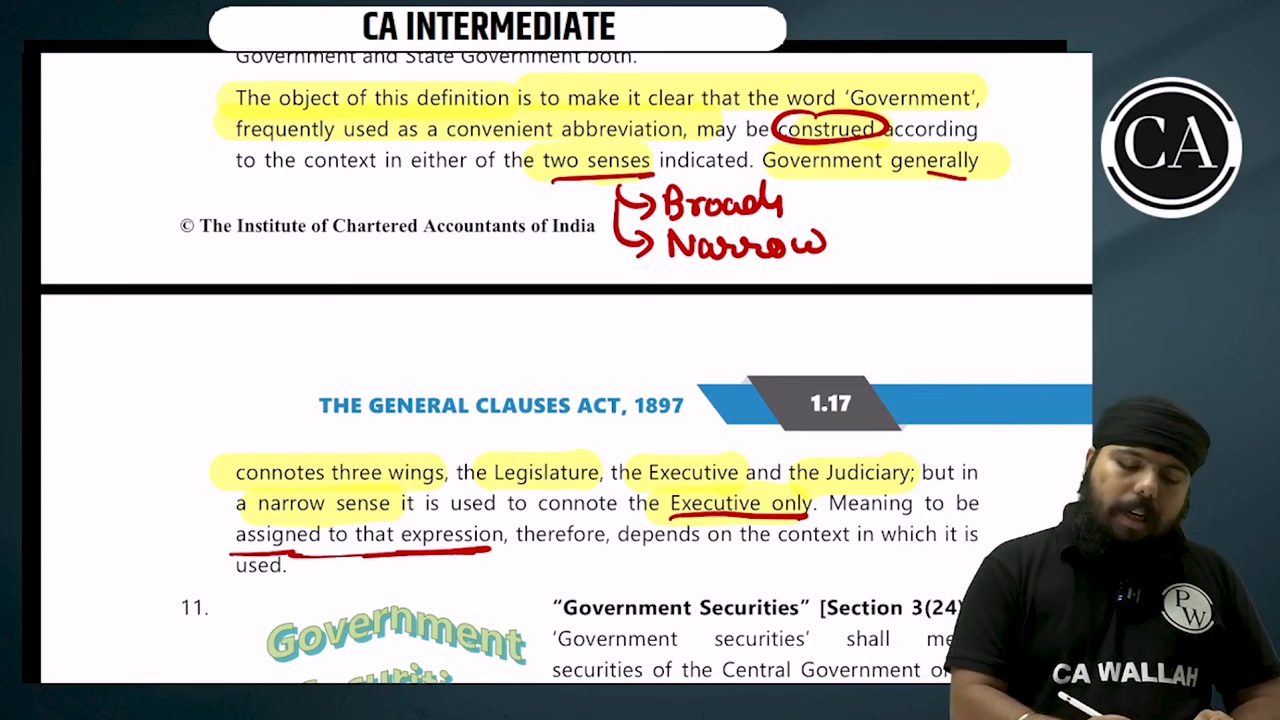 CA INTERMEDIATE
Government and State Government both.
The object of this definition is to make it clear that the word ‘Government’,
frequently used as a convenient abbreviation, may be construed according
to the context in either of the two senses indicated. Government generally
Broady
Narrow
© The Institute of Chartered Accountants of India
CA
THE GENERAL CLAUSES ACT, 1897
1.17
connotes three wings, the Legislature, the Executive and the Judiciary; but in
a narrow sense it is used to connote the Executive only. Meaning to be
assigned to that expression, therefore, depends on the context in which it is
used.
11.
“Government Securities” [Section 3(24)
Government
‘Government securities’ shall me
securities of the Central Government o
PW
CA WALLAH